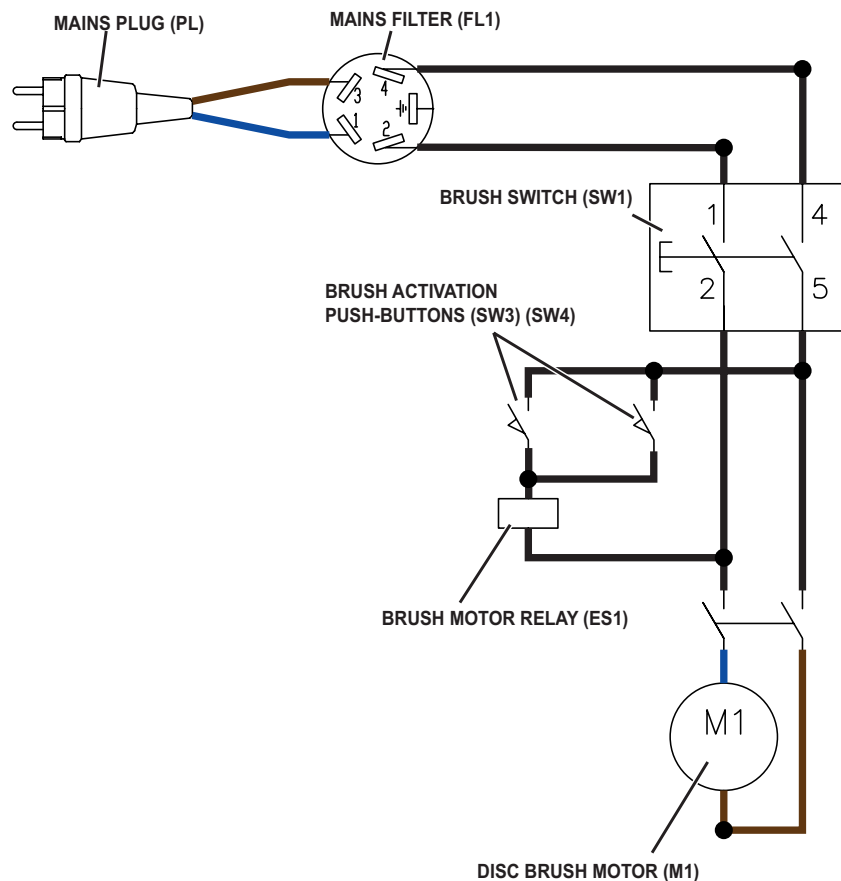 MAINS PLUG (PL)
MAINS FILTER (FL1)
3
4
1
2
BRUSH SWITCH (SW1)
1
4
2
5
BRUSH ACTIVATION
PUSH-BUTTONS (SW3) (SW4)
BRUSH MOTOR RELAY (ES1)
M1
DISC BRUSH MOTOR (M1)